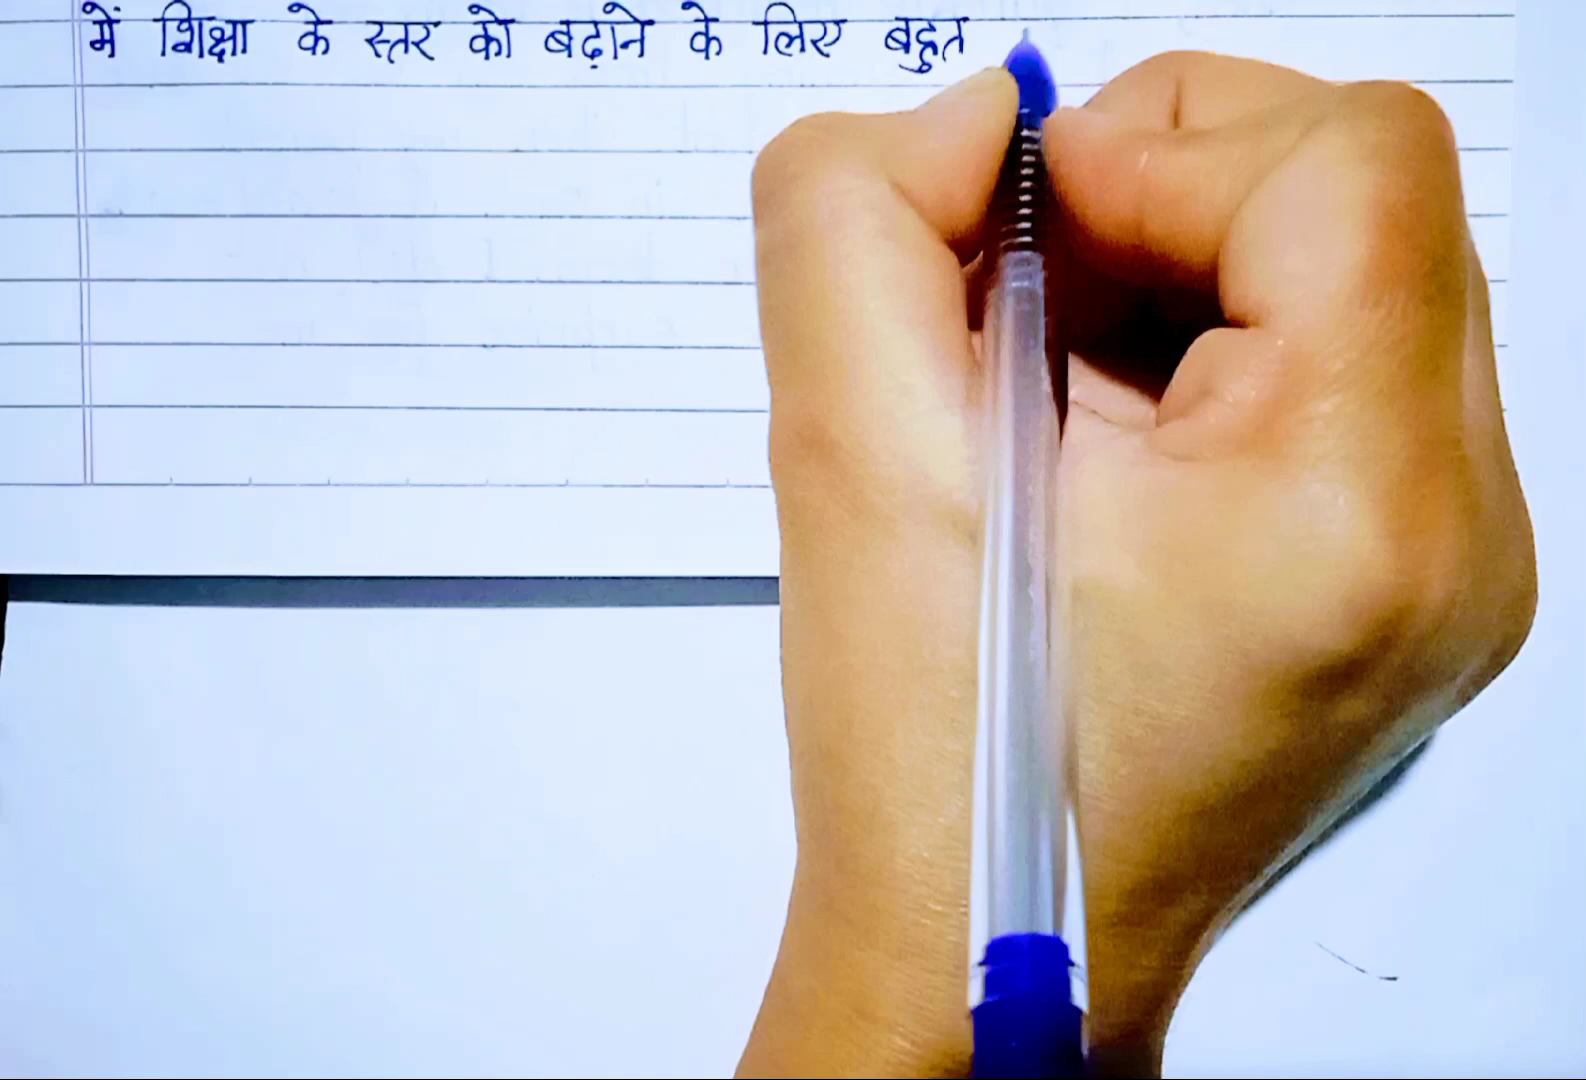 में शिक्षा के स्तर को बढ़ाने के लिए बहुत